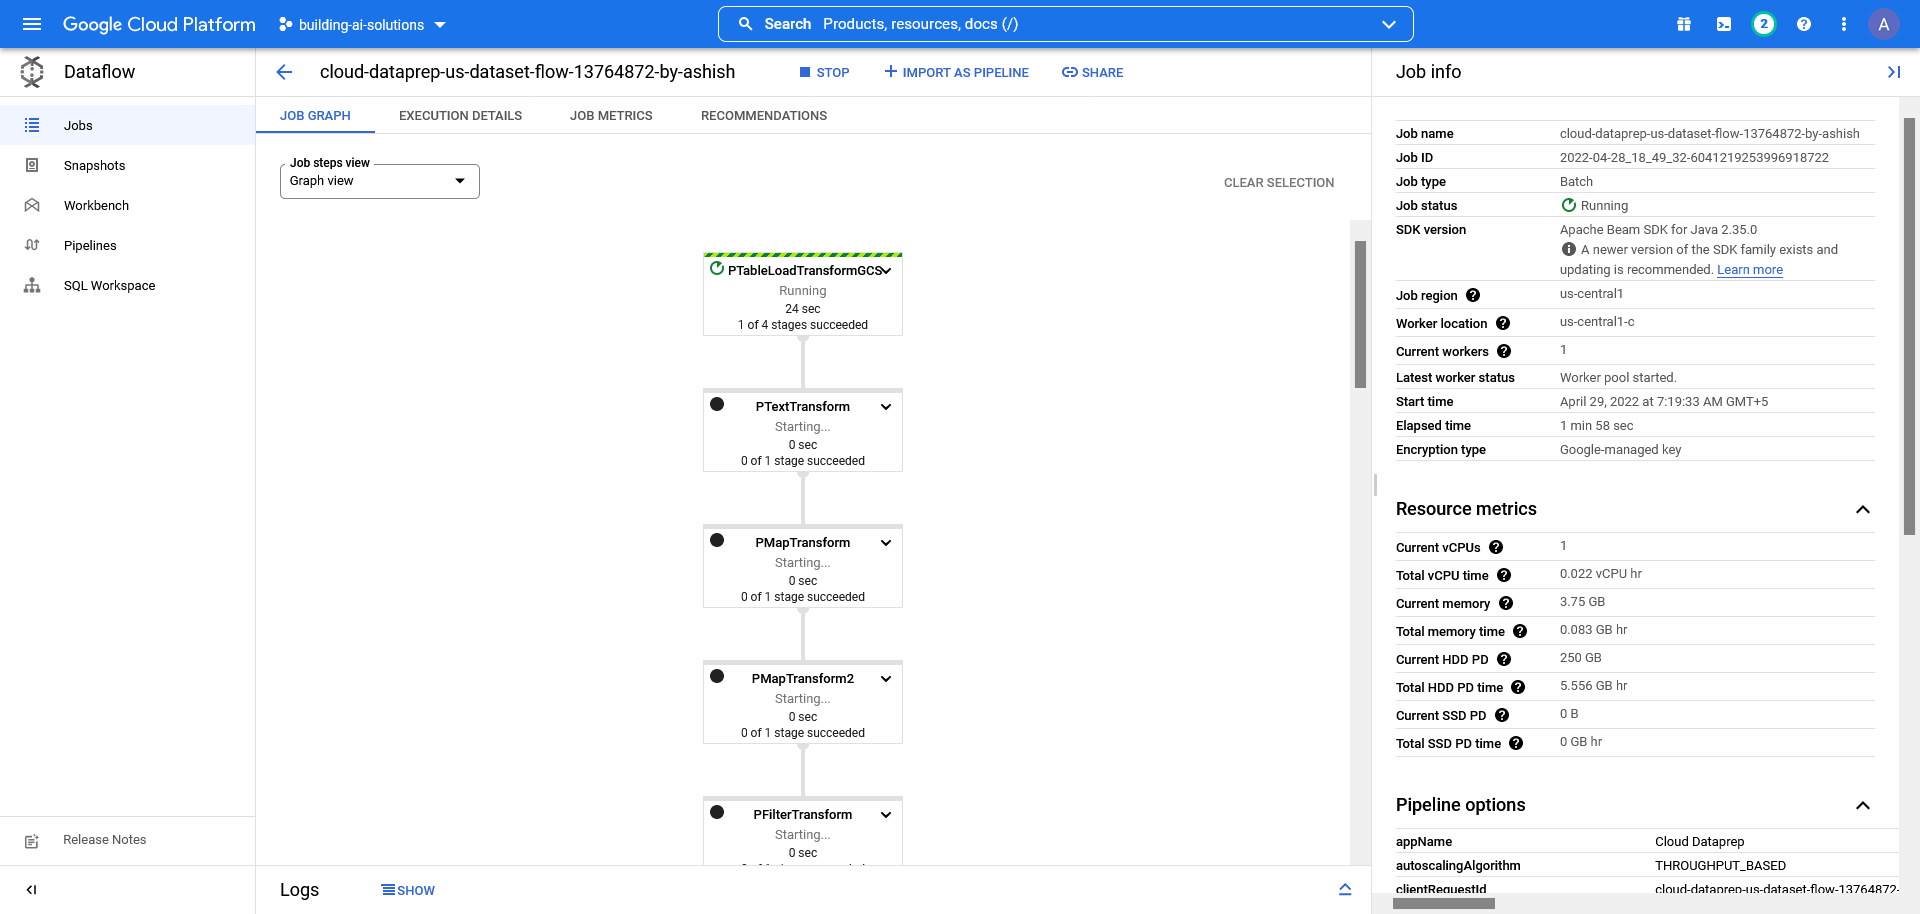 Google Cloud Platform
building-ai-solutions
Search Products, resources, docs (/)
2
A
Dataflow
Jobs
Snapshots
Workbench
Pipelines
SQL Workspace
Release Notes
cloud-dataprep-us-dataset-flow-13764872-by-ashish
STOP
IMPORT AS PIPELINE
SHARE
JOB GRAPH
EXECUTION DETAILS
JOB METRICS
RECOMMENDATIONS
Job steps view
Graph view
CLEAR SELECTION
PTableLoadTransformGCS
Running
24 sec
1 of 4 stages succeeded
PTextTransform
Starting...
0 sec
0 of 1 stage succeeded
PMapTransform
Starting...
0 sec
0 of 1 stage succeeded
PMapTransform2
Starting...
0 sec
0 of 1 stage succeeded
PFilterTransform
Starting...
0 sec
Logs
SHOW
Job info
Job name cloud-dataprep-us-dataset-flow-13764872-by-ashish
Job ID 2022-04-28_18_49_32-6041219253996918722
Job type Batch
Job status Running
SDK version Apache Beam SDK for Java 2.35.0
A newer version of the SDK family exists and
updating is recommended. Learn more
Job region us-central1
Worker location us-central1-c
Current workers 1
Latest worker status Worker pool started.
Start time April 29, 2022 at 7:19:33 AM GMT+5
Elapsed time 1 min 58 sec
Encryption type Google-managed key
Resource metrics
Current vCPUs 1
Total vCPU time 0.022 vCPU hr
Current memory 3.75 GB
Total memory time 0.083 GB hr
Current HDD PD 250 GB
Total HDD PD time 5.556 GB hr
Current SSD PD 0 B
Total SSD PD time 0 GB hr
Pipeline options
appName Cloud Dataprep
autoscalingAlgorithm THROUGHPUT_BASED
clientRequestId cloud-dataprep-us-dataset-flow-13764872-